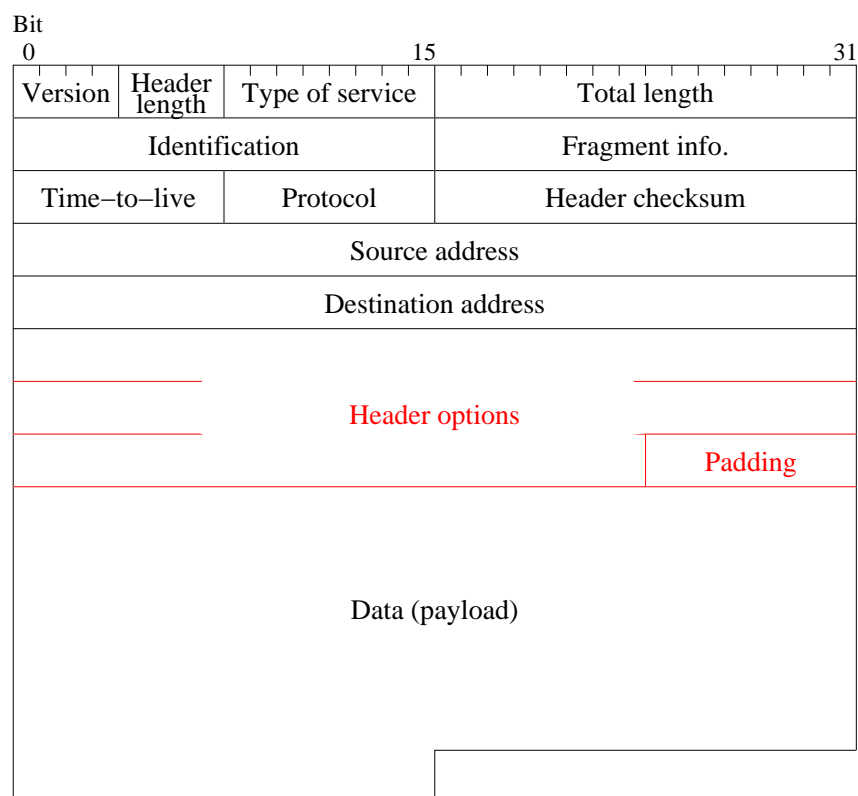 Bit
0 15 31
Version Header length Type of service Total length
Identification Fragment info.
Time−to−live Protocol Header checksum
Source address
Destination address
Header options
Padding
Data (payload)